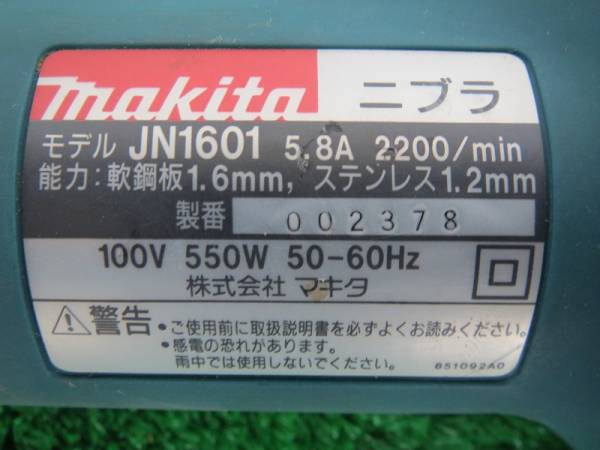 makita ニブラ
モデル JN1601 5.8A 2200/min
能力:軟鋼板1.6mm, ステンレス1.2mm
製番 002378
100V 550W 50-60Hz
株式会社 マキタ
警告 •ご使用前に取扱説明書を必ずよくお読みください。
•感電の恐れがあります。
雨中では使用しないでください。
851092A0